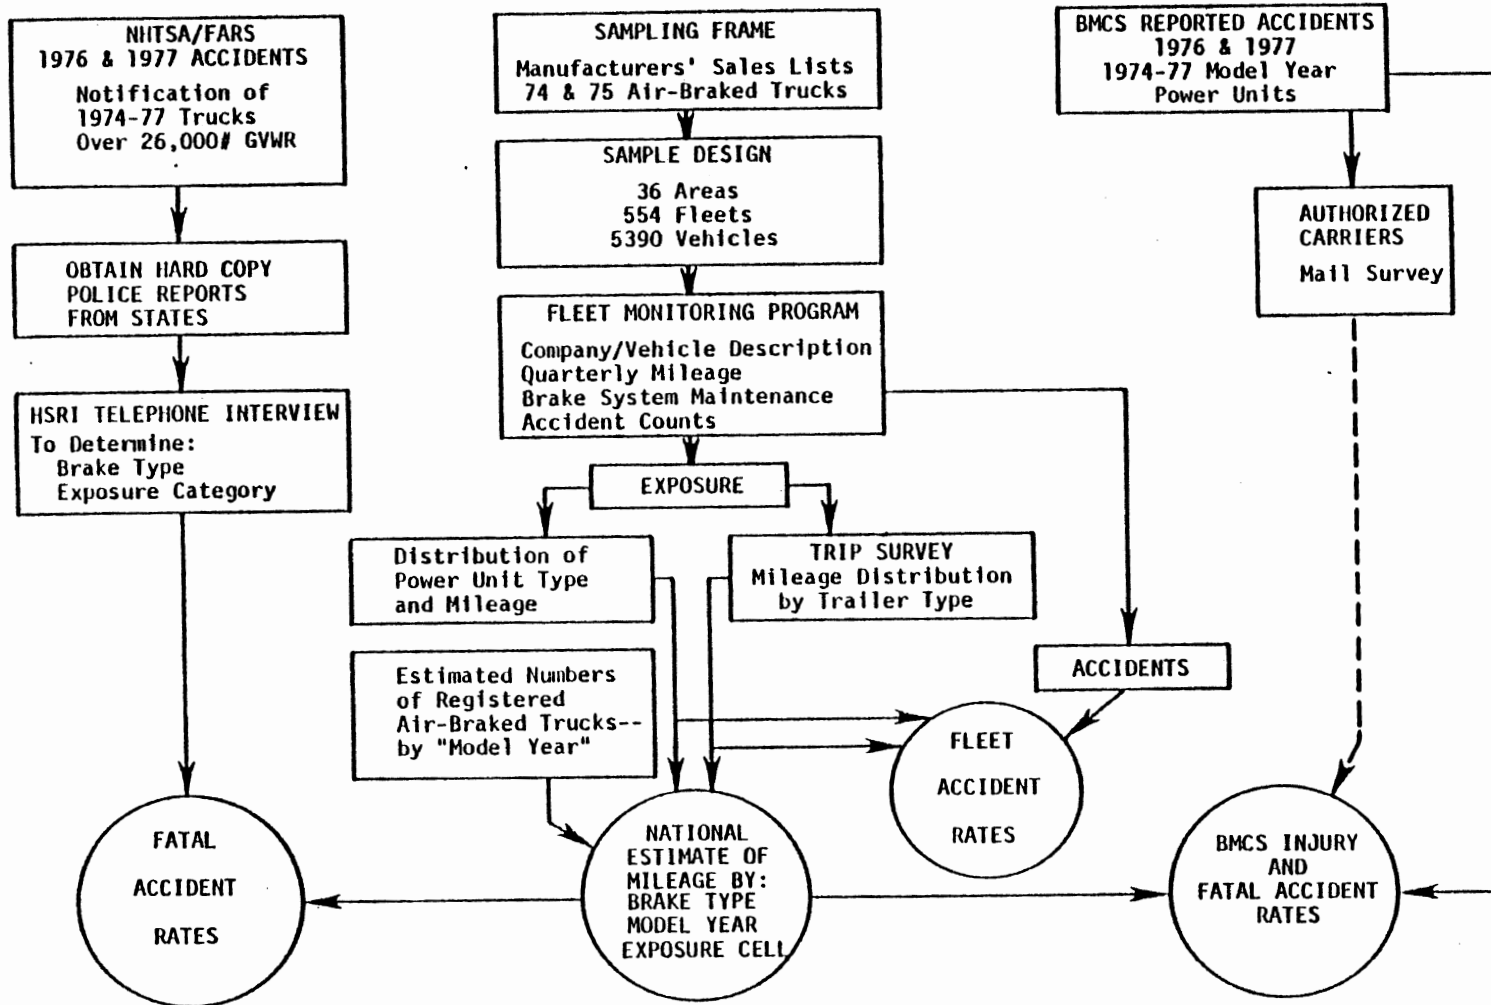 NHTSA/FARS
1976 & 1977 ACCIDENTS
Notification of
1974-77 Trucks
Over 26,000# GVWR
OBTAIN HARD COPY
POLICE REPORTS
FROM STATES
HSRI TELEPHONE INTERVIEW
To Determine:
Brake Type
Exposure Category
FATAL
ACCIDENT
RATES
SAMPLING FRAME
Manufacturers' Sales Lists
74 & 75 Air-Braked Trucks
SAMPLE DESIGN
36 Areas
554 Fleets
5390 Vehicles
FLEET MONITORING PROGRAM
Company/Vehicle Description
Quarterly Mileage
Brake System Maintenance
Accident Counts
EXPOSURE
Distribution of
Power Unit Type
and Mileage
TRIP SURVEY
Mileage Distribution
by Trailer Type
Estimated Numbers
of Registered
Air-Braked Trucks--
by "Model Year"
NATIONAL
ESTIMATE OF
MILEAGE BY:
BRAKE TYPE
MODEL YEAR
EXPOSURE CELL
ACCIDENTS
FLEET
ACCIDENT
RATES
BMCS REPORTED ACCIDENTS
1976 & 1977
1974-77 Model Year
Power Units
AUTHORIZED
CARRIERS
Mail Survey
BMCS INJURY
AND
FATAL ACCIDENT
RATES